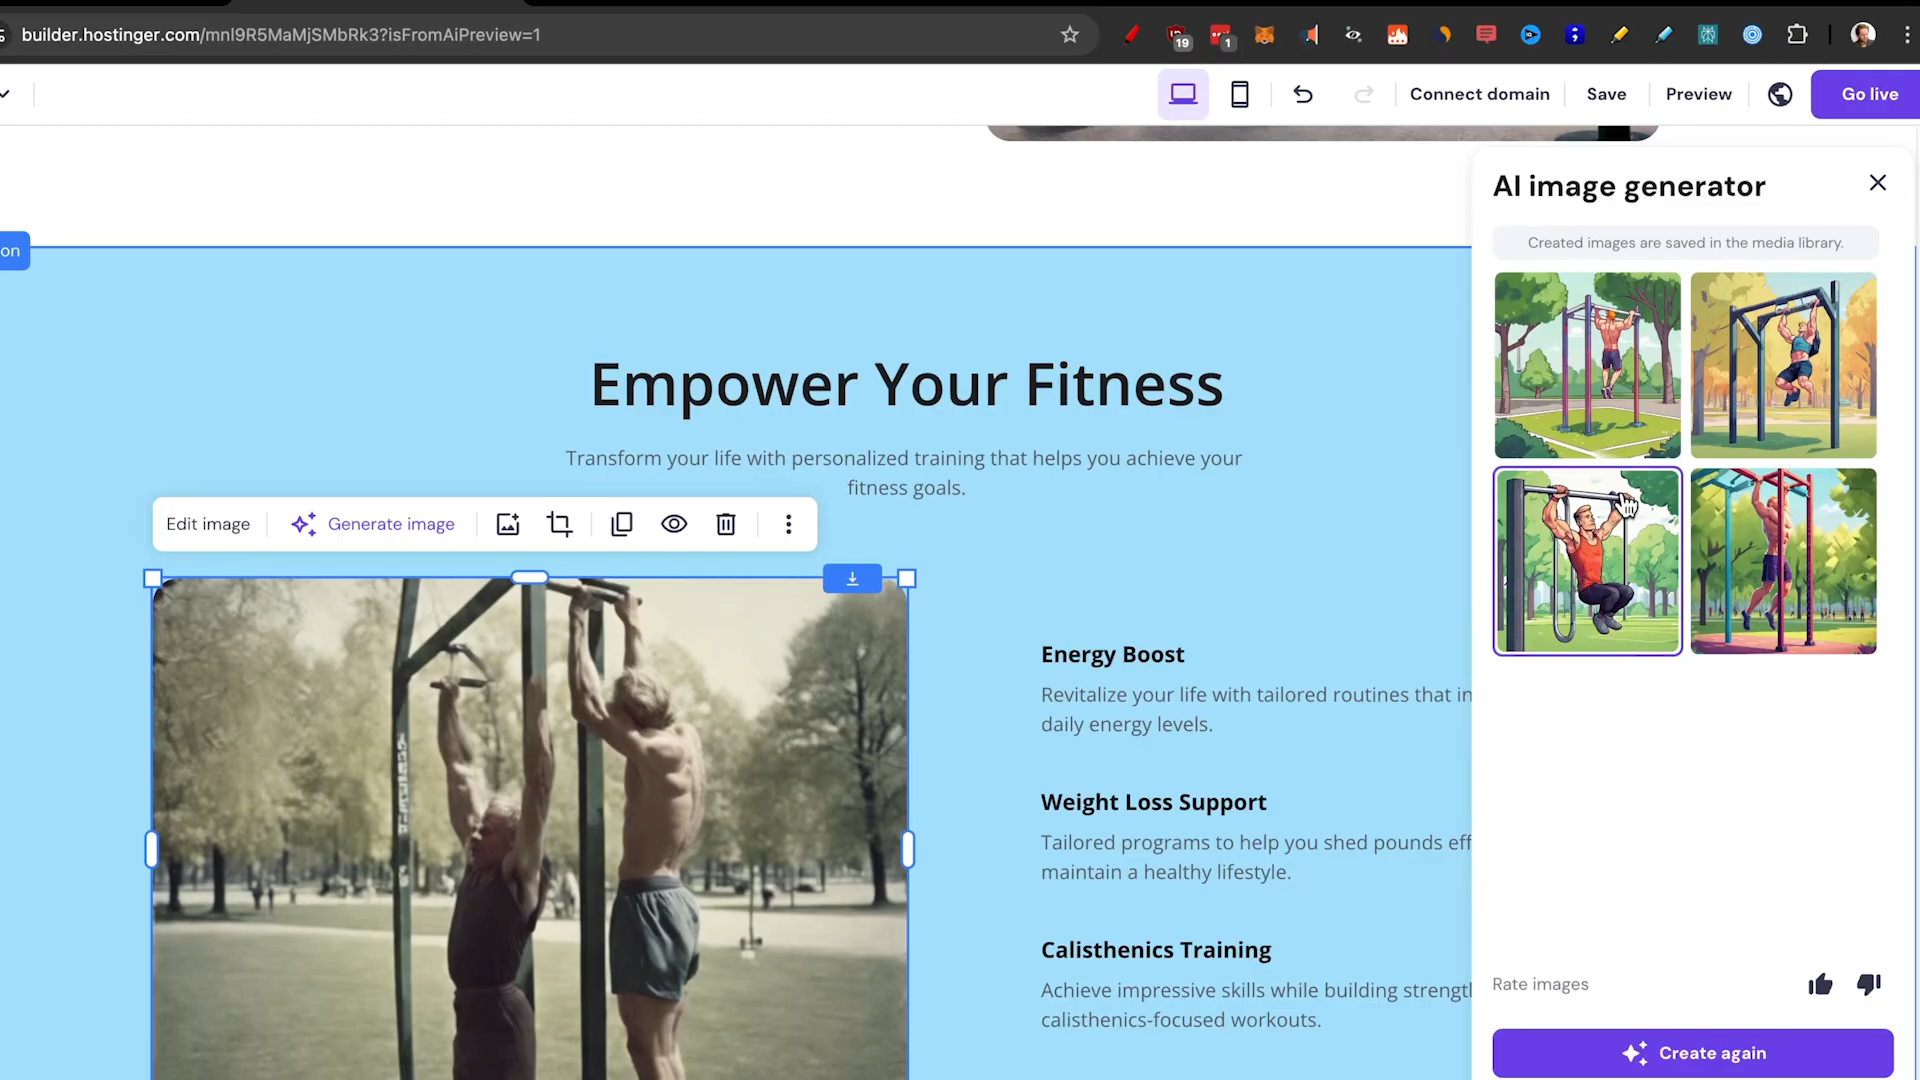 builder.hostinger.com/mnl9R5MaMjSMbRk3?isFromAiPreview=1
19
1
Connect domain
Save
Preview
Go live
AI image generator
Created images are saved in the media library.
on
Empower Your Fitness
Transform your life with personalized training that helps you achieve your
fitness goals.
Edit image
Generate image
Energy Boost
Revitalize your life with tailored routines that in
daily energy levels.
Weight Loss Support
Tailored programs to help you shed pounds eff
maintain a healthy lifestyle.
Calisthenics Training
Achieve impressive skills while building strengt
calisthenics-focused workouts.
Rate images
Create again